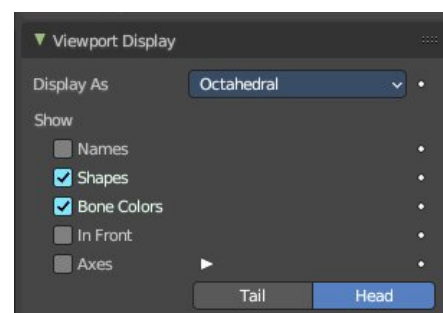 Viewport Display
Display As Octahedral
Show
Names
Shapes
Bone Colors
In Front
Axes
Tail Head